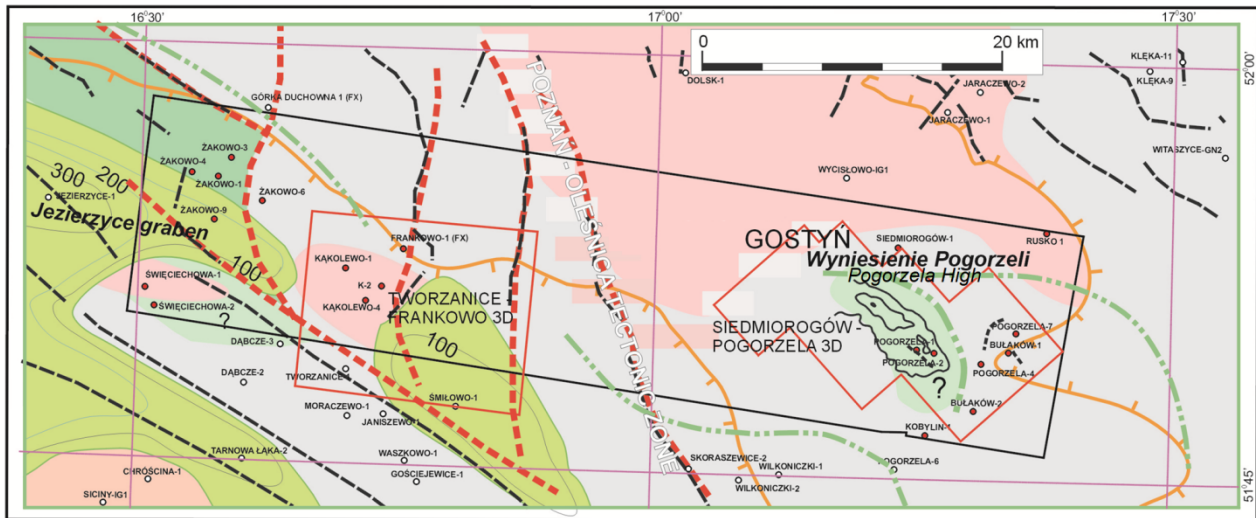 16°30'
17°00'
17°30'
0
20 km
52°00'
KLĘKA-11
KLĘKA-9
DOLSK-1
JARACZEWO-2
JARACZEWO-1
GÓRKA DUCHOWNA 1 (FX)
POZNAŃ - OLEŚNICA TECTONIC ZONE
WITASZYCE-GN2
ŻAKOWO-3
ŻAKOWO-4
ŻAKOWO-1
ŻAKOWO-6
ŻAKOWO-9
WYCISŁOWO-IG1
300
200
JEZIERZYCE-1
Jezierzyce graben
100
FRANKOWO-1 (FX)
GOSTYŃ
SIEDMIOROGÓW-1
RUSKO 1
Wyniesienie Pogorzeli
Pogorzela High
ŚWIĘCIECHOWA-1
ŚWIĘCIECHOWA-2
?
KĄKOLEWO-1
K-2
KĄKOLEWO-4
TWORZANICE -
FRANKOWO 3D
100
SIEDMIOROGÓW -
POGORZELA 3D
POGORZELA-7
POGORZELA-1
BUŁAKÓW-1
POGORZELA-2
POGORZELA-4
?
DĄBCZE-3
DĄBCZE-2
TWORZANICE-1
MORACZEWO-1
JANISZEWO-1
ŚMIŁOWO-1
BUŁAKÓW-2
KOBYLIN-1
TARNOWA ŁĄKA-2
WASZKOWO-1
GOŚCIEJEWICE-1
CHRÓŚCINA-1
SICINY-IG1
SKORASZEWICE-2
WILKONICZKI-1
WILKONICZKI-2
POGORZELA-6
51°45'